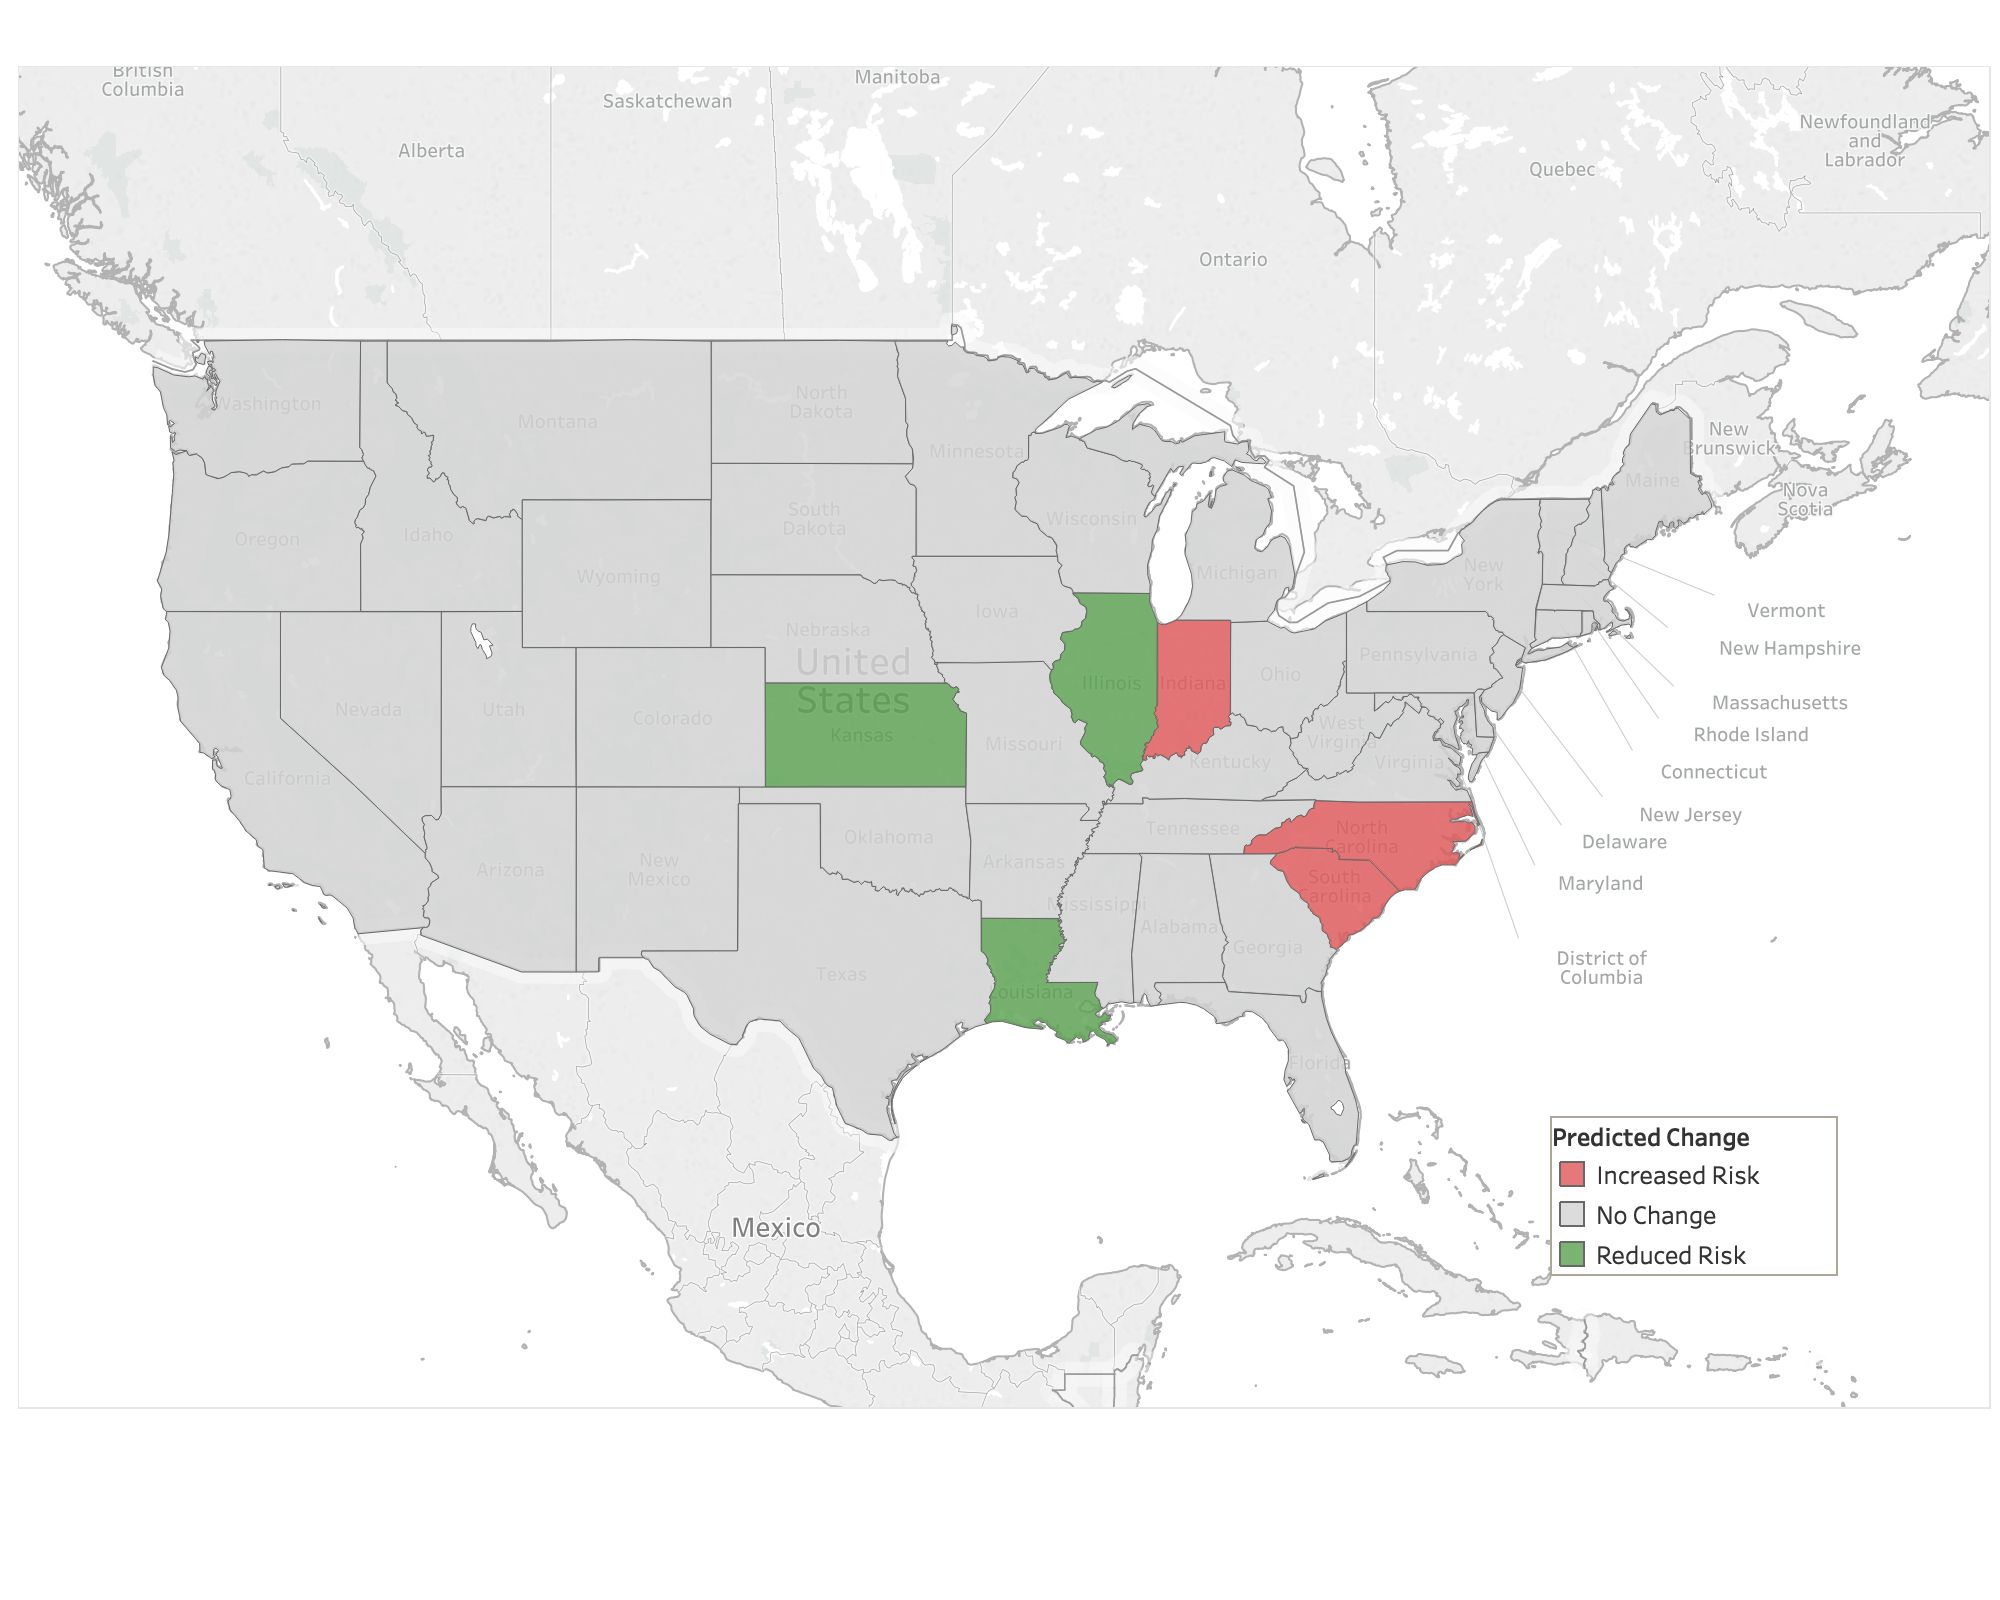 British
Columbia
Alberta
Saskatchewan
Manitoba
Ontario
Quebec
Newfoundland
and
Labrador
New
Brunswick
Nova
Scotia
Washington
Montana
North
Dakota
Minnesota
Maine
Oregon
Idaho
Wyoming
South
Dakota
Wisconsin
Michigan
New
York
Iowa
Nebraska
United
States
Kansas
Illinois
Indiana
Ohio
Pennsylvania
Nevada
Utah
Colorado
Missouri
West
Virginia
Virginia
Kentucky
California
Arizona
New
Mexico
Oklahoma
Arkansas
Tennessee
North
Carolina
South
Carolina
Mississippi
Alabama
Georgia
Texas
Louisiana
Florida
Vermont
New Hampshire
Massachusetts
Rhode Island
Connecticut
New Jersey
Delaware
Maryland
District of
Columbia
Mexico
Predicted Change
Increased Risk
No Change
Reduced Risk